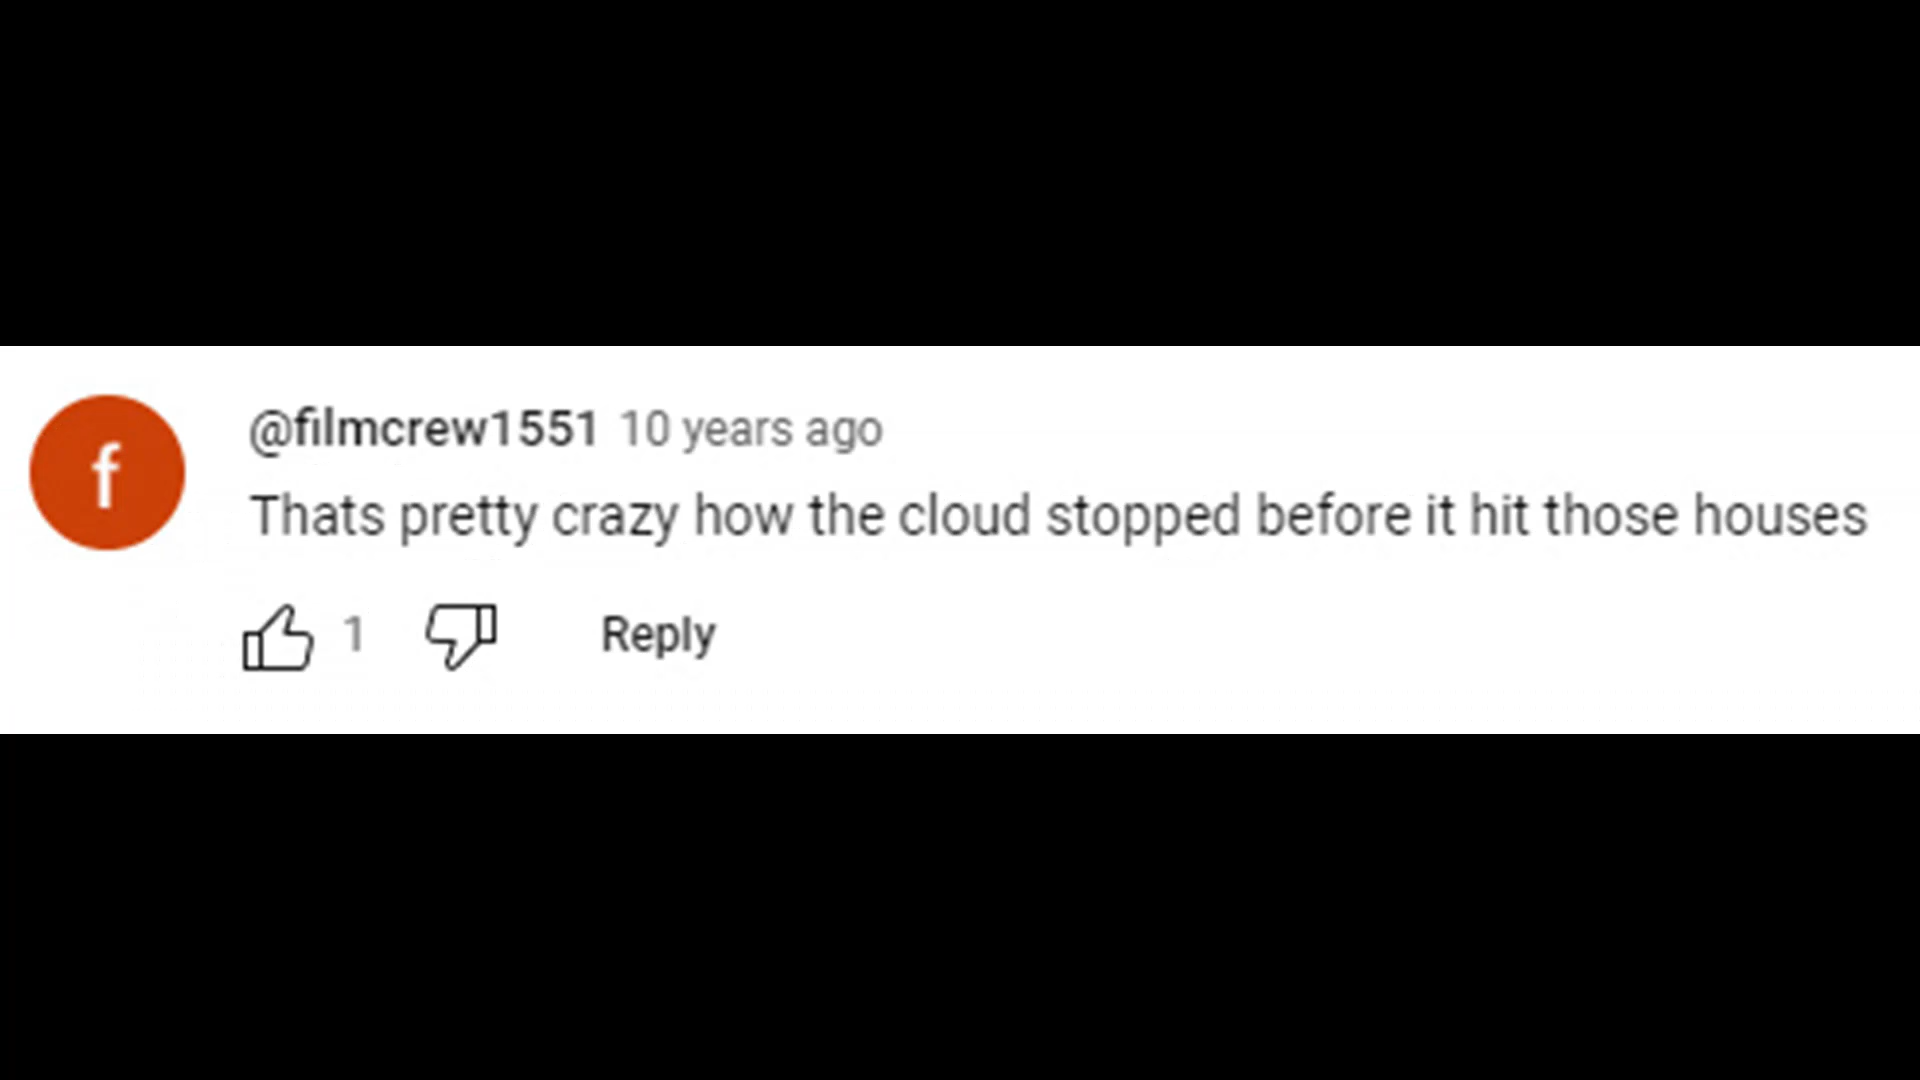 f
@filmcrew1551 10 years ago
Thats pretty crazy how the cloud stopped before it hit those houses
1 Reply